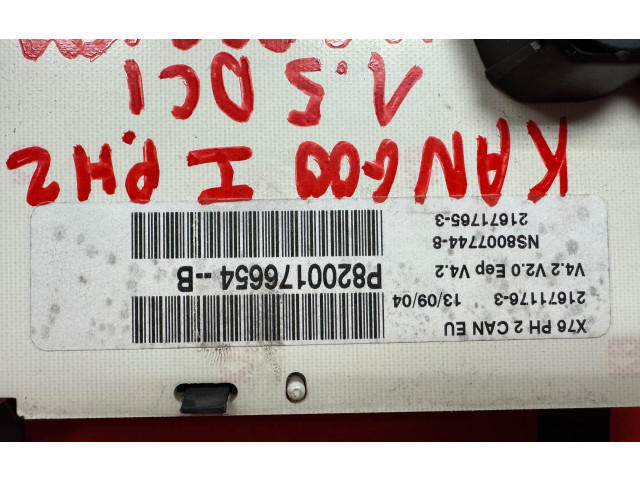 X76 PH 2 CAN EU
21671176-3 13/09/04
V4.2 V2.0 Eep V4.2
NS8007744-8
21671765-3
P8200176654--B
KANGOO I PH2
1.5 DCI